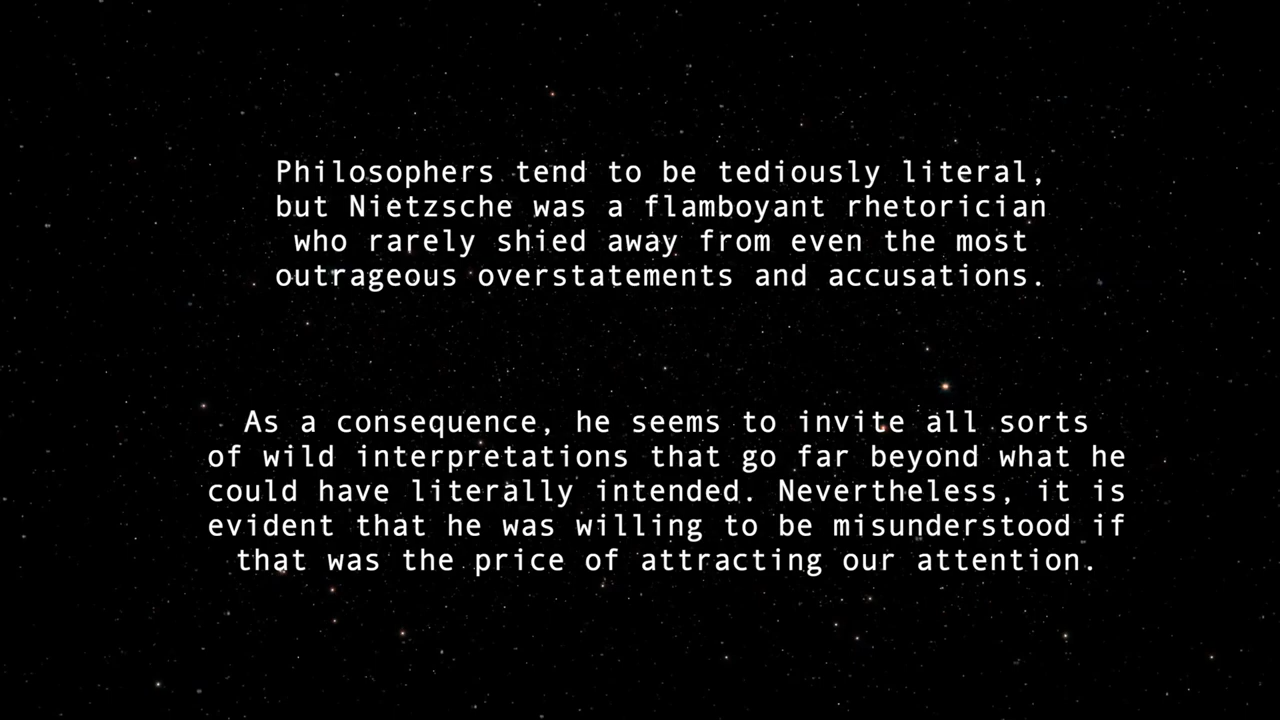 Philosophers tend to be tediously literal,
but Nietzsche was a flamboyant rhetorician
who rarely shied away from even the most
outrageous overstatements and accusations.
As a consequence, he seems to invite all sorts
of wild interpretations that go far beyond what he
could have literally intended. Nevertheless, it is
evident that he was willing to be misunderstood if
that was the price of attracting our attention.